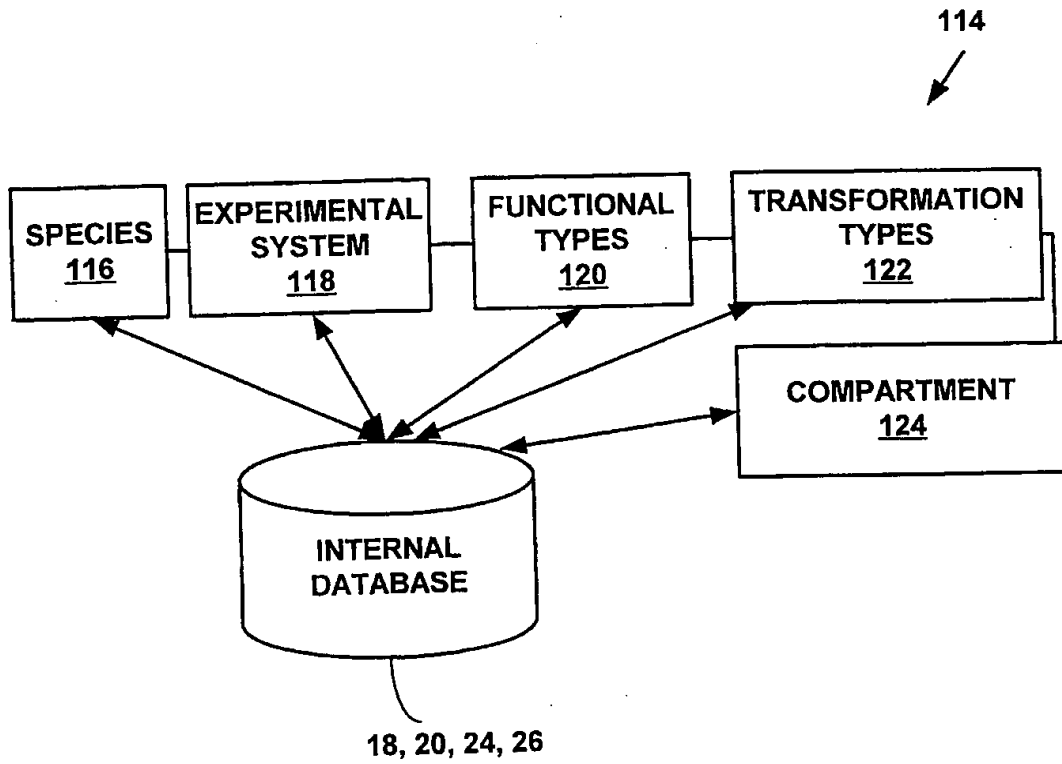 114
SPECIES
116
EXPERIMENTAL
SYSTEM
118
FUNCTIONAL
TYPES
120
TRANSFORMATION
TYPES
122
COMPARTMENT
124
INTERNAL
DATABASE
18, 20, 24, 26